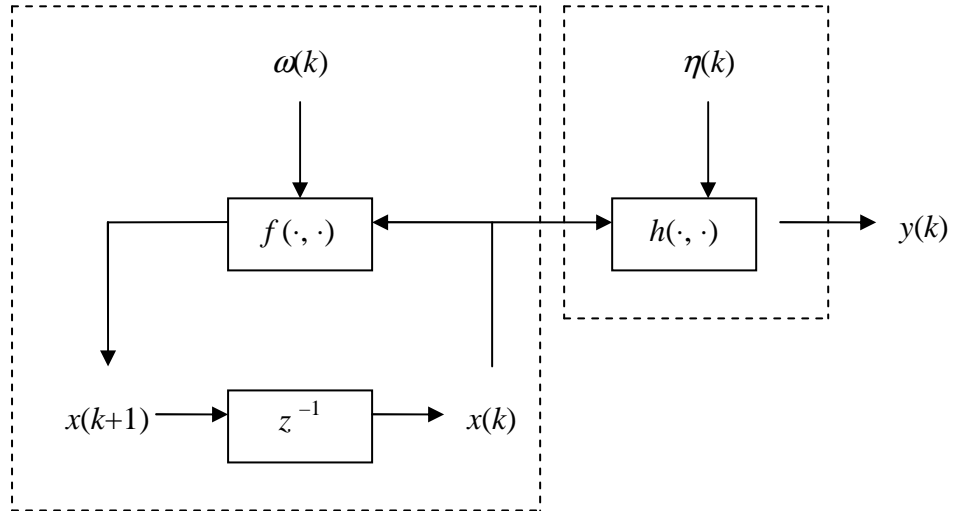 ω(k) η(k)
f (·, ·) h(·, ·) y(k)
x(k+1) z⁻¹ x(k)